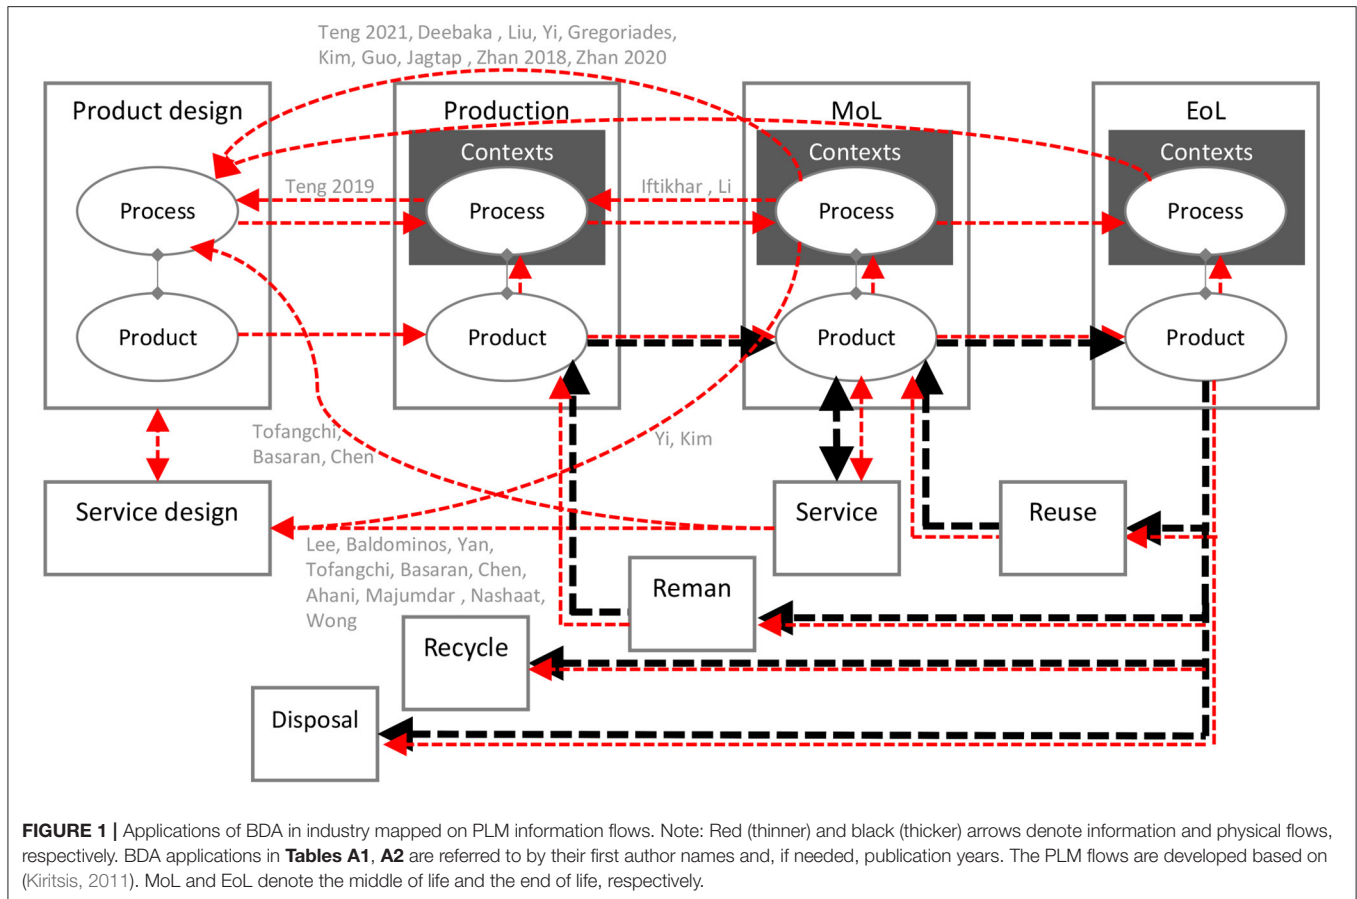 Teng 2021, Deebaka , Liu, Yi, Gregoriades,
Kim, Guo, Jagtap , Zhan 2018, Zhan 2020
Product design
Production
MoL
EoL
Contexts
Contexts
Contexts
Teng 2019
Iftikhar , Li
Process
Process
Process
Process
Product
Product
Product
Product
Tofangchi,
Basaran, Chen
Yi, Kim
Service design
Service
Reuse
Lee, Baldominos, Yan,
Tofangchi, Basaran, Chen,
Ahani, Majumdar , Nashaat,
Wong
Reman
Recycle
Disposal
FIGURE 1 | Applications of BDA in industry mapped on PLM information flows. Note: Red (thinner) and black (thicker) arrows denote information and physical flows,
respectively. BDA applications in Tables A1, A2 are referred to by their first author names and, if needed, publication years. The PLM flows are developed based on
(Kiritsis, 2011). MoL and EoL denote the middle of life and the end of life, respectively.